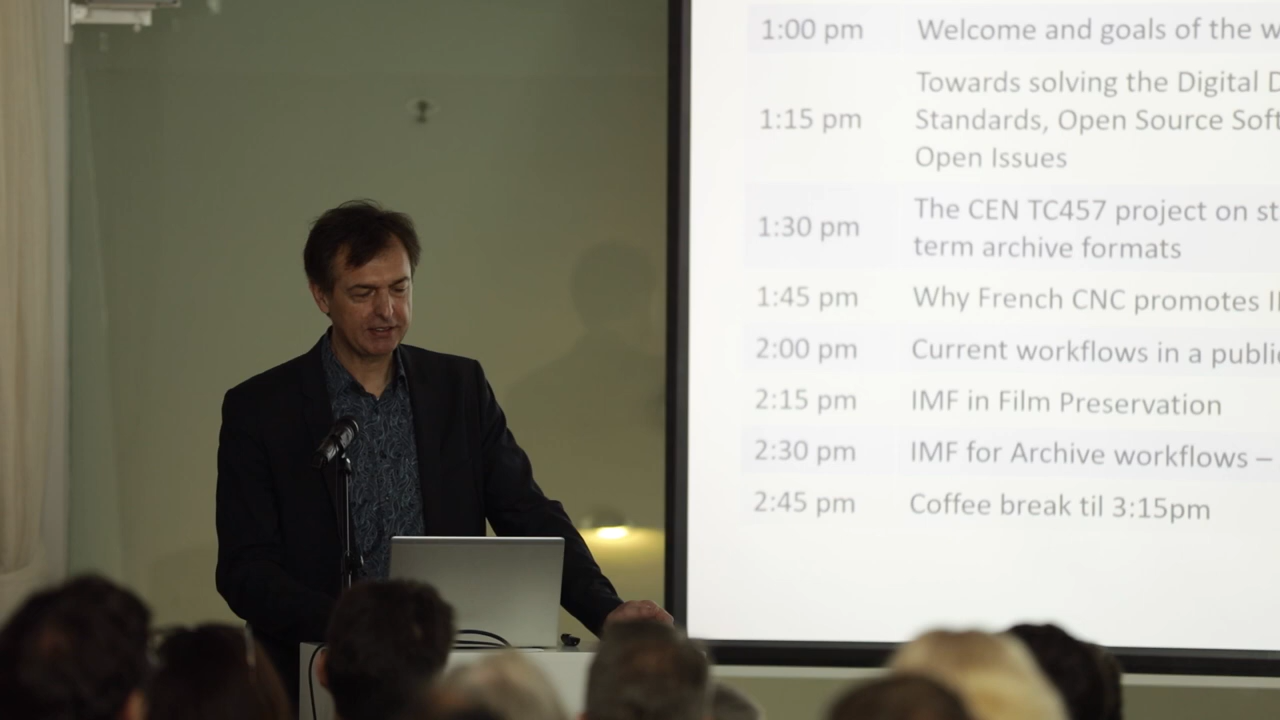 1:00 pm Welcome and goals of the
Towards solving the Digital
1:15 pm Standards, Open Source
Open Issues
1:30 pm The CEN TC457 project on
term archive formats
1:45 pm Why French CNC promotes
2:00 pm Current workflows in a
2:15 pm IMF in Film Preservation
2:30 pm IMF for Archive workflows –
2:45 pm Coffee break til 3:15pm